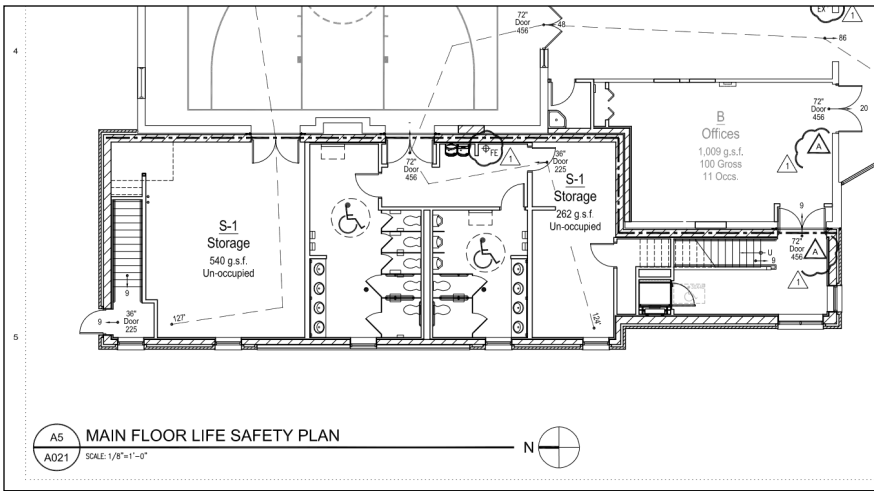 4
72"
Door
456
48
EX
1
86
72"
Door
456
20
B
Offices
1,009 g.s.f.
100 Gross
11 Occs.
A
1
FE
1
72"
Door
456
36"
Door
225
S-1
Storage
540 g.s.f.
Un-occupied
S-1
Storage
262 g.s.f.
Un-occupied
9
72"
Door
456
A
1
U
9
9
9
36"
Door
225
127'
124'
5
A5
A021
MAIN FLOOR LIFE SAFETY PLAN
SCALE: 1/8"=1'-0"
N